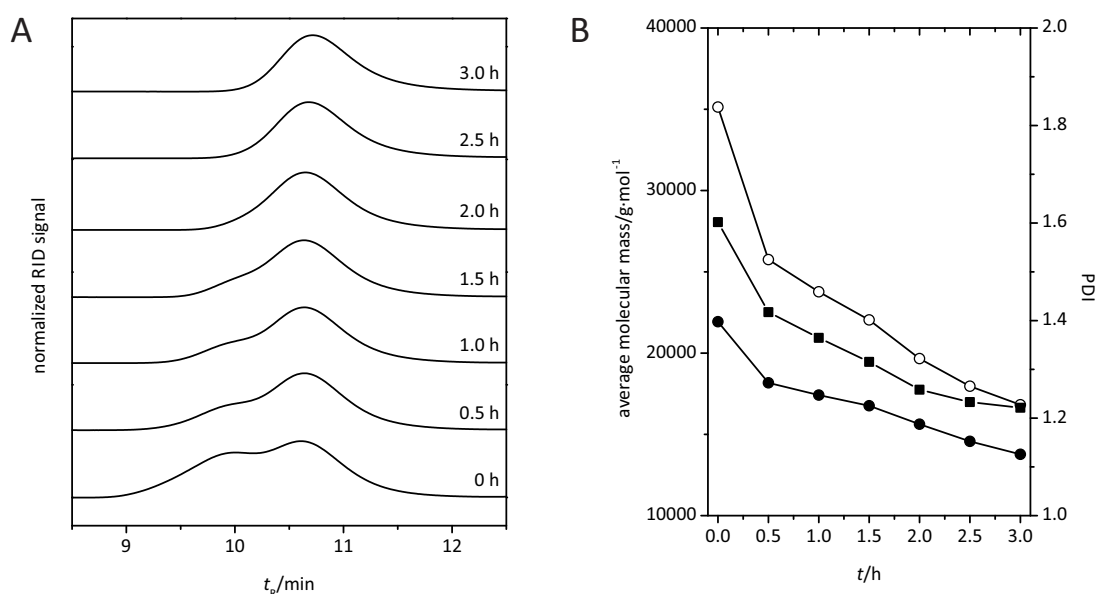 A
normalized RID signal
3.0 h
2.5 h
2.0 h
1.5 h
1.0 h
0.5 h
0 h
9 10 11 12
tR/min
B
average molecular mass/g·mol-1
40000
30000
20000
10000
2.0
1.8
1.6
1.4
1.2
1.0
PDI
0.0 0.5 1.0 1.5 2.0 2.5 3.0
t/h